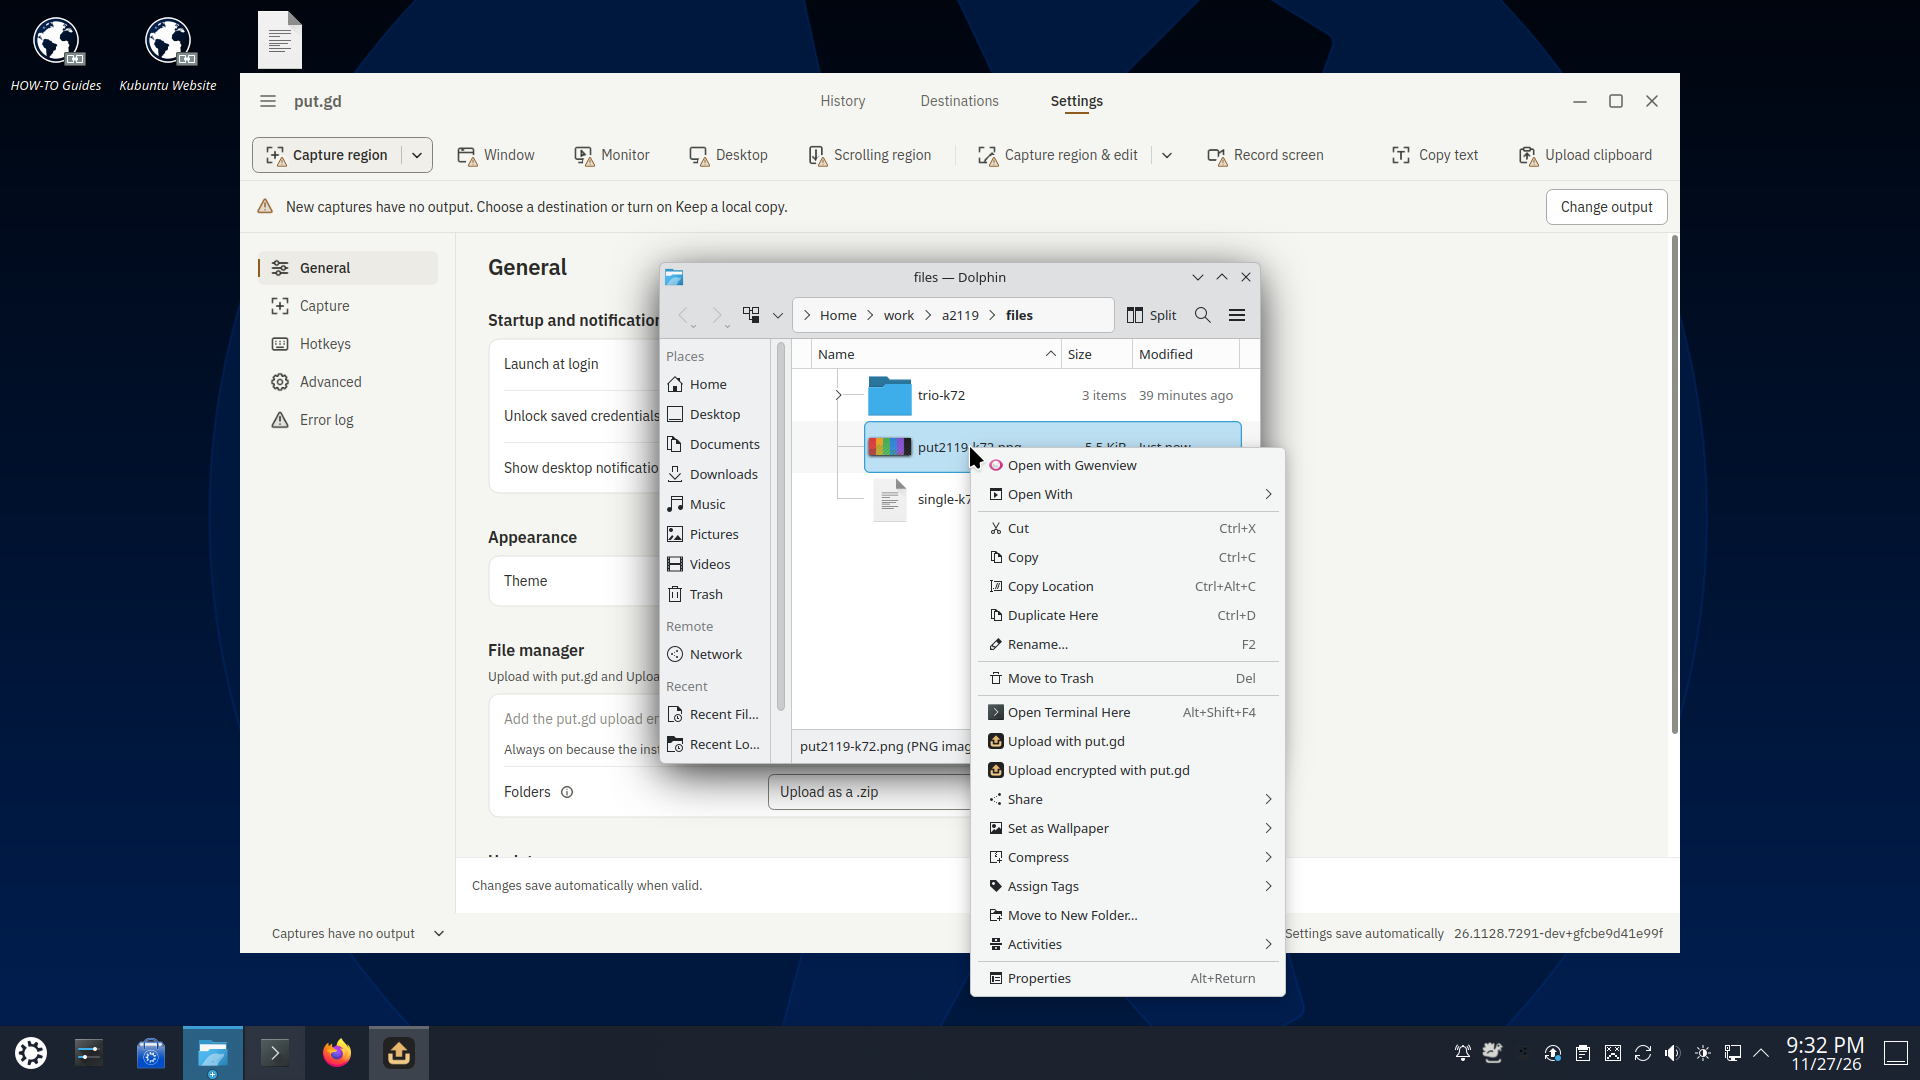 HOW-TO Guides
Kubuntu Website
put.gd
History
Destinations
Settings
Capture region
Window
Monitor
Desktop
Scrolling region
Capture region & edit
Record screen
Copy text
Upload clipboard
New captures have no output. Choose a destination or turn on Keep a local copy.
Change output
General
Capture
Hotkeys
Advanced
Error log
General
Startup and notification
Launch at login
Unlock saved credentials
Show desktop notificatio
Appearance
Theme
File manager
Upload with put.gd and Uploa
Add the put.gd upload en
Always on because the inst
Folders
Upload as a .zip
Changes save automatically when valid.
Captures have no output
Settings save automatically
26.1128.7291-dev+gfcbe9d41e99f
files — Dolphin
Home
work
a2119
files
Split
Places
Home
Desktop
Documents
Downloads
Music
Pictures
Videos
Trash
Remote
Network
Recent
Recent Fil...
Recent Lo...
Name
Size
Modified
trio-k72
3 items
39 minutes ago
put2119-k72.png
5.5 KiB
Just now
single-k7
put2119-k72.png (PNG imag
Open with Gwenview
Open With
Cut
Ctrl+X
Copy
Ctrl+C
Copy Location
Ctrl+Alt+C
Duplicate Here
Ctrl+D
Rename...
F2
Move to Trash
Del
Open Terminal Here
Alt+Shift+F4
Upload with put.gd
Upload encrypted with put.gd
Share
Set as Wallpaper
Compress
Assign Tags
Move to New Folder...
Activities
Properties
Alt+Return
9:32 PM
11/27/26